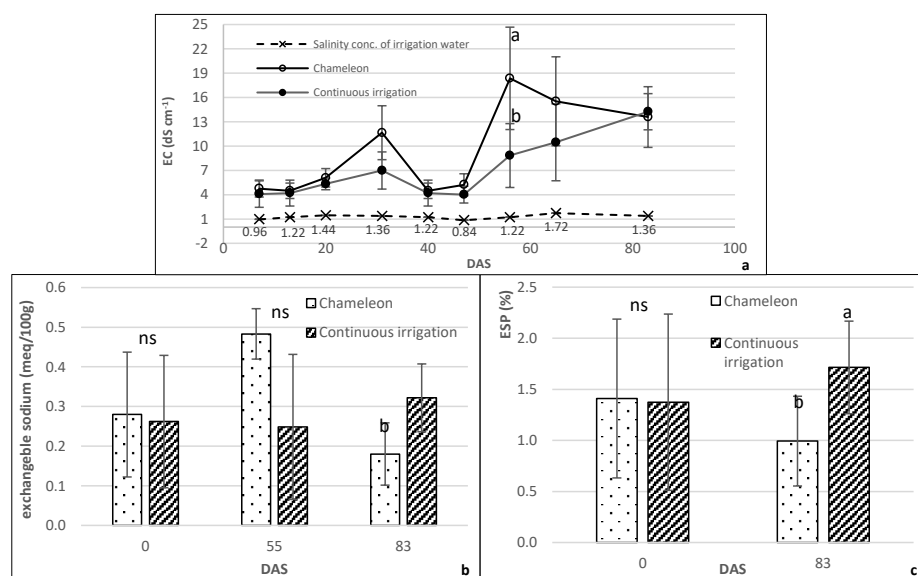 25
22
19
16
13
10
7
4
1
-2
EC (dS cm⁻¹)
Salinity conc. of irrigation water
Chameleon
Continuous irrigation
a
b
0.96
1.22
1.44
1.36
1.22
0.84
1.22
1.72
1.36
0
20
40
60
80
100
DAS
a
0.6
0.5
0.4
0.3
0.2
0.1
0.0
exchangeble sodium (meq/100g)
Chameleon
Continuous irrigation
ns
ns
b
0
55
83
DAS
b
2.5
2.0
1.5
1.0
0.5
0.0
ESP (%)
Chameleon
Continuous
irrigation
ns
b
a
0
83
DAS
c